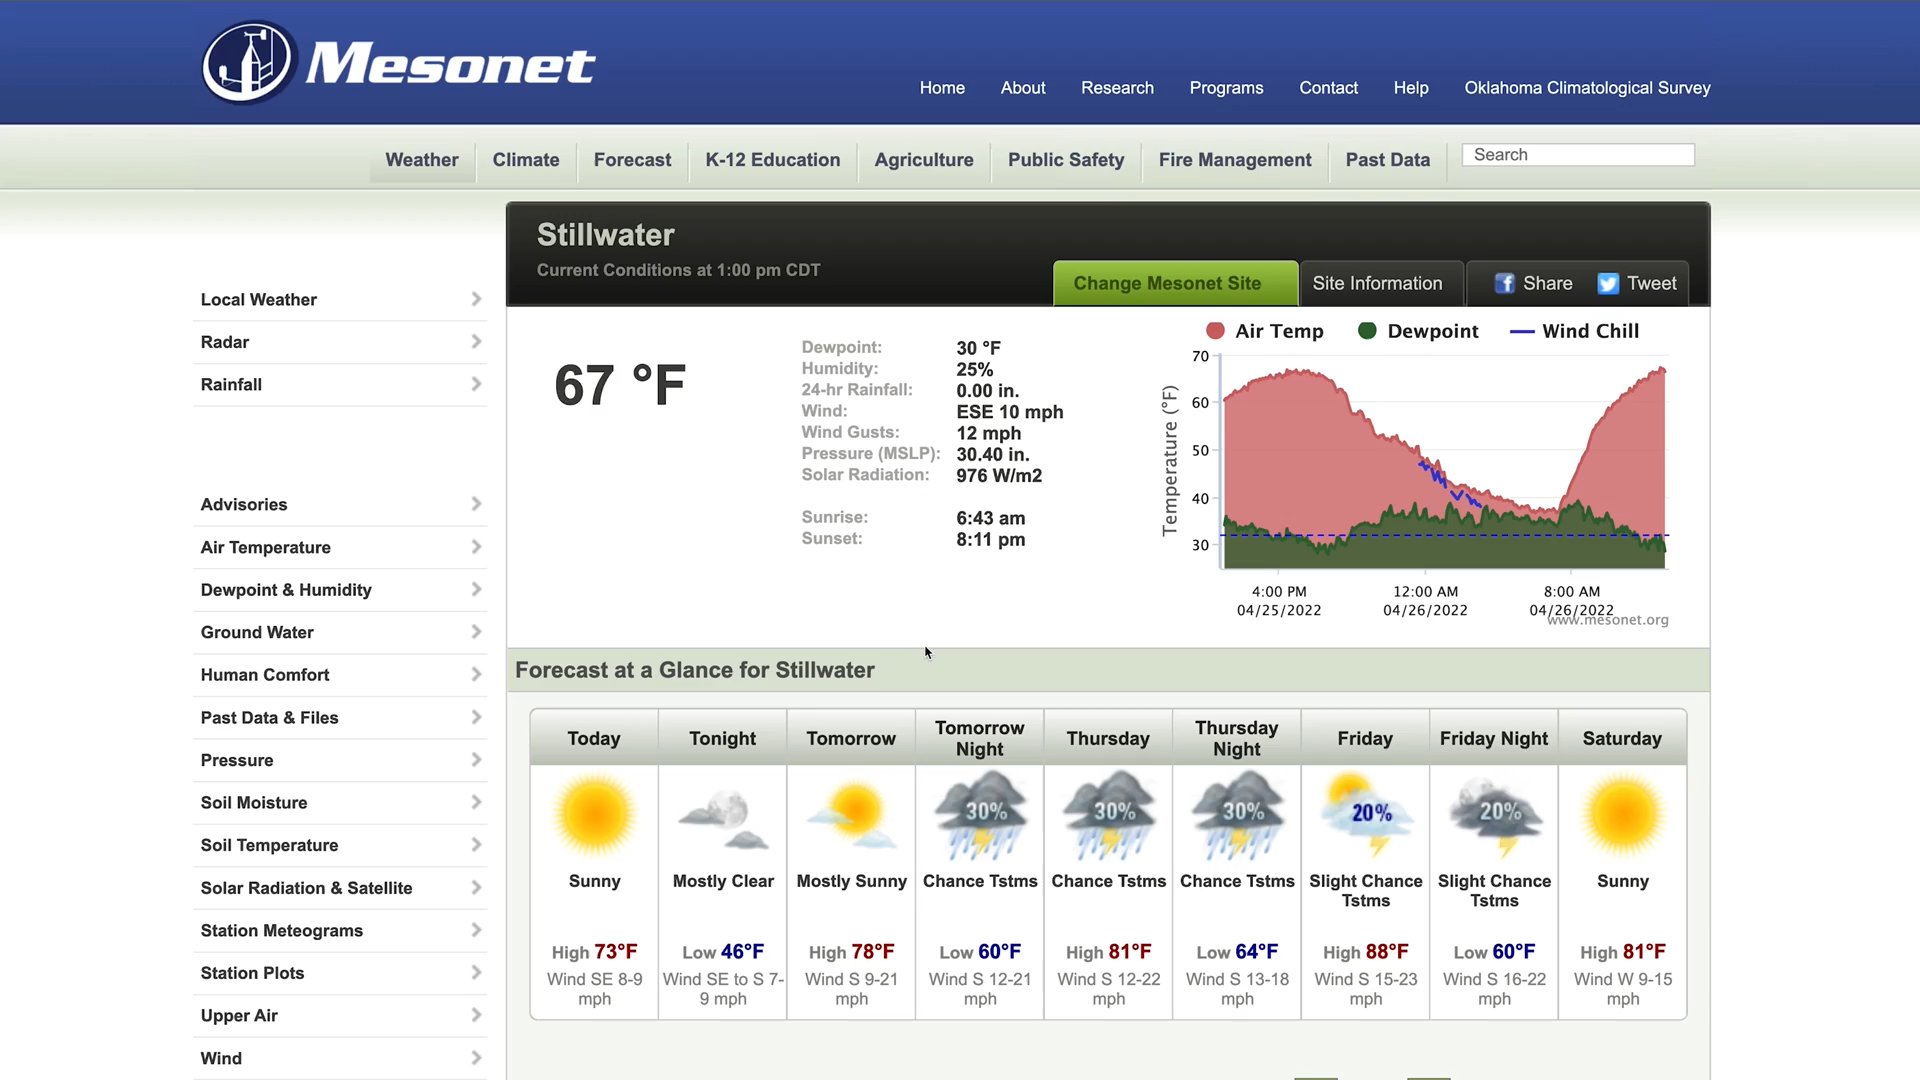 Mesonet
Home About Research Programs Contact Help Oklahoma Climatological Survey
Weather Climate Forecast K-12 Education Agriculture Public Safety Fire Management Past Data Search
Stillwater
Current Conditions at 1:00 pm CDT
Change Mesonet Site Site Information Share Tweet
Local Weather
Radar
Rainfall
Advisories
Air Temperature
Dewpoint & Humidity
Ground Water
Human Comfort
Past Data & Files
Pressure
Soil Moisture
Soil Temperature
Solar Radiation & Satellite
Station Meteograms
Station Plots
Upper Air
Wind
67 °F
Dewpoint: 30 °F
Humidity: 25%
24-hr Rainfall: 0.00 in.
Wind: ESE 10 mph
Wind Gusts: 12 mph
Pressure (MSLP): 30.40 in.
Solar Radiation: 976 W/m2
Sunrise: 6:43 am
Sunset: 8:11 pm
Air Temp Dewpoint Wind Chill
Temperature (°F)
70
60
50
40
30
4:00 PM 12:00 AM 8:00 AM
04/25/2022 04/26/2022 04/26/2022
www.mesonet.org
Forecast at a Glance for Stillwater
Today Tonight Tomorrow Tomorrow Night Thursday Thursday Night Friday Friday Night Saturday
30% 30% 30% 20% 20%
Sunny Mostly Clear Mostly Sunny Chance Tstms Chance Tstms Chance Tstms Slight Chance Tstms Slight Chance Tstms Sunny
High 73°F Low 46°F High 78°F Low 60°F High 81°F Low 64°F High 88°F Low 60°F High 81°F
Wind SE 8-9 mph Wind SE to S 7-9 mph Wind S 9-21 mph Wind S 12-21 mph Wind S 12-22 mph Wind S 13-18 mph Wind S 15-23 mph Wind S 16-22 mph Wind W 9-15 mph